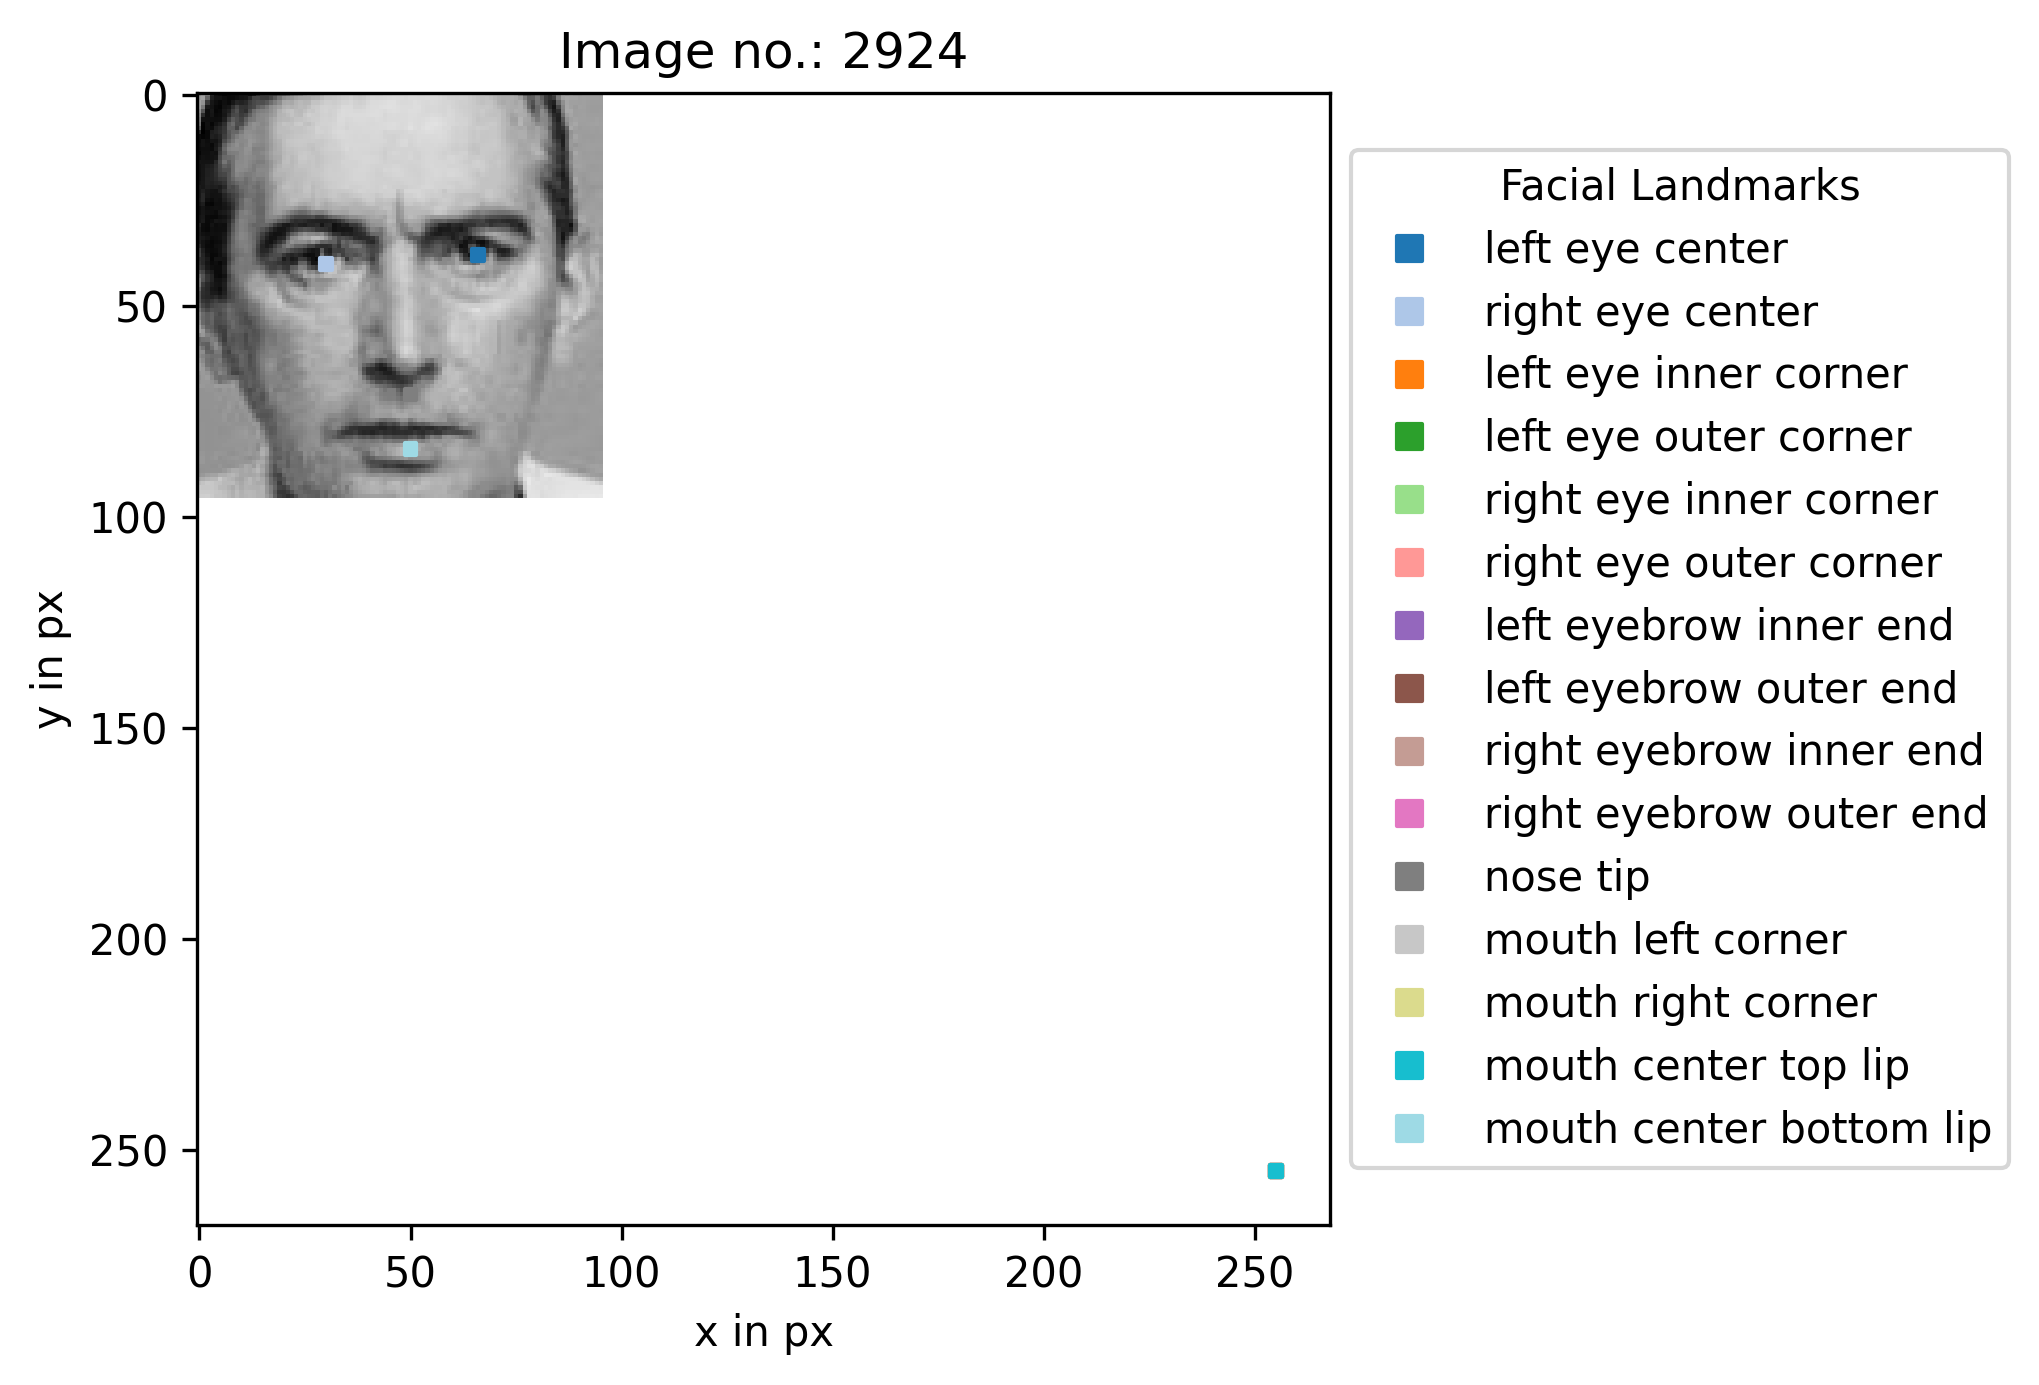 Image no.: 2924
0
50
100
150
200
250
y in px
0
50
100
150
200
250
x in px
Facial Landmarks
left eye center
right eye center
left eye inner corner
left eye outer corner
right eye inner corner
right eye outer corner
left eyebrow inner end
left eyebrow outer end
right eyebrow inner end
right eyebrow outer end
nose tip
mouth left corner
mouth right corner
mouth center top lip
mouth center bottom lip